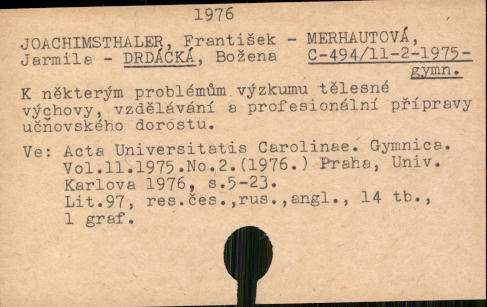 1976
JOACHIMSTHALER, František - MERHAUTOVÁ,
Jarmila - DRDÁCKÁ, Božena C-494/11-2-1975-
gymn.
K některým problémům výzkumu tělesné
výchovy, vzdělávání a profesionální přípravy
učňovského dorostu.
Ve: Acta Universitatis Carolinae. Gymnica.
Vol.11.1975.No.2.(1976.) Praha, Univ.
Karlova 1976, s.5-23.
Lit.97, res.čes.,rus.,angl., 14 tb.,
1 graf.